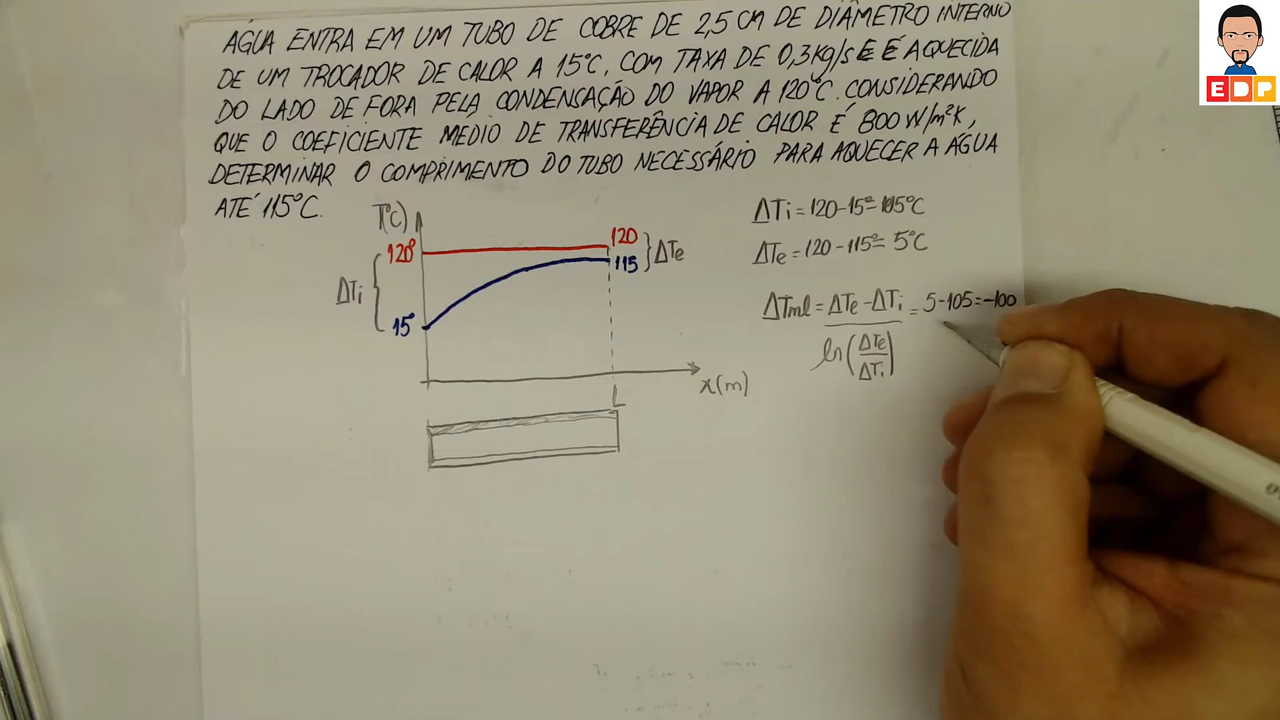 ÁGUA ENTRA EM UM TUBO DE COBRE DE 2,5 CM DE DIÂMETRO INTERNO
DE UM TROCADOR DE CALOR A 15°C, COM TAXA DE 0,3kg/s E É AQUECIDA
DO LADO DE FORA PELA CONDENSAÇÃO DO VAPOR A 120°C. CONSIDERANDO
QUE O COEFICIENTE MEDIO DE TRANSFERÊNCIA DE CALOR É 800 W/m²K,
DETERMINAR O COMPRIMENTO DO TUBO NECESSÁRIO PARA AQUECER A ÁGUA
ATÉ 115°C.
T(°C)
120°
120
115
ΔTe
ΔTi
15°
x(m)
L
ΔTi = 120-15° = 105°C
ΔTe = 120-115° = 5°C
ΔTml = ΔTe - ΔTi = 5-105 = -100
ln(ΔTe/ΔTi)
EDP